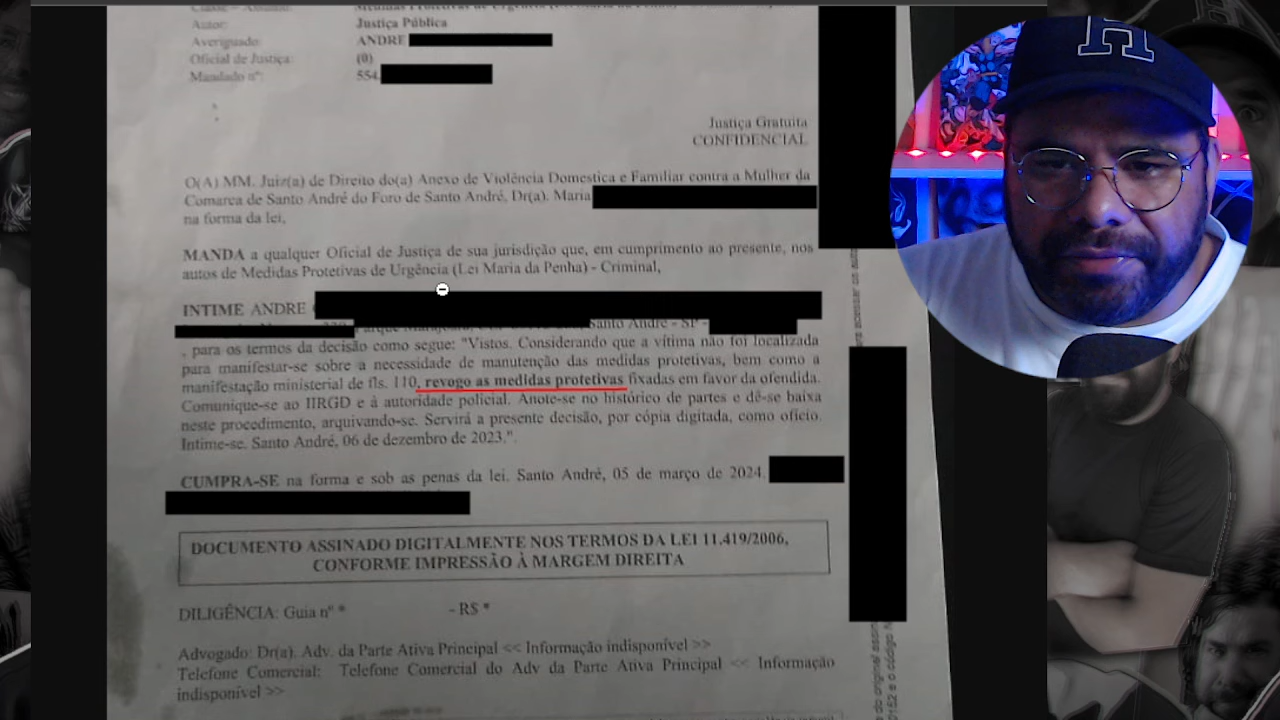 Autor: Justiça Pública
Averiguado: ANDRE
Oficial de Justiça: (0)
Mandado nº: 554.
Justiça Gratuita
CONFIDENCIAL
O(A) MM. Juiz(a) de Direito do(a) Anexo de Violência Domestica e Familiar contra a Mulher da
Comarca de Santo André do Foro de Santo André, Dr(a). Maria
na forma da lei,
MANDA a qualquer Oficial de Justiça de sua jurisdição que, em cumprimento ao presente, nos
autos de Medidas Protetivas de Urgência (Lei Maria da Penha) - Criminal,
INTIME ANDRE
Santo André - SP -
, para os termos da decisão como segue: "Vistos. Considerando que a vítima não foi localizada
para manifestar-se sobre a necessidade de manutenção das medidas protetivas, bem como a
manifestação ministerial de fls. 110, revogo as medidas protetivas fixadas em favor da ofendida.
Comunique-se ao IIRGD e à autoridade policial. Anote-se no histórico de partes e dê-se baixa
neste procedimento, arquivando-se. Servirá a presente decisão, por cópia digitada, como ofício.
Intime-se. Santo André, 06 de dezembro de 2023.".
CUMPRA-SE na forma e sob as penas da lei. Santo André, 05 de março de 2024.
DOCUMENTO ASSINADO DIGITALMENTE NOS TERMOS DA LEI 11.419/2006,
CONFORME IMPRESSÃO À MARGEM DIREITA
DILIGÊNCIA: Guia nº * - R$ *
Advogado: Dr(a). Adv. da Parte Ativa Principal << Informação indisponível >>
Telefone Comercial: Telefone Comercial do Adv da Parte Ativa Principal << Informação
indisponível >>
H